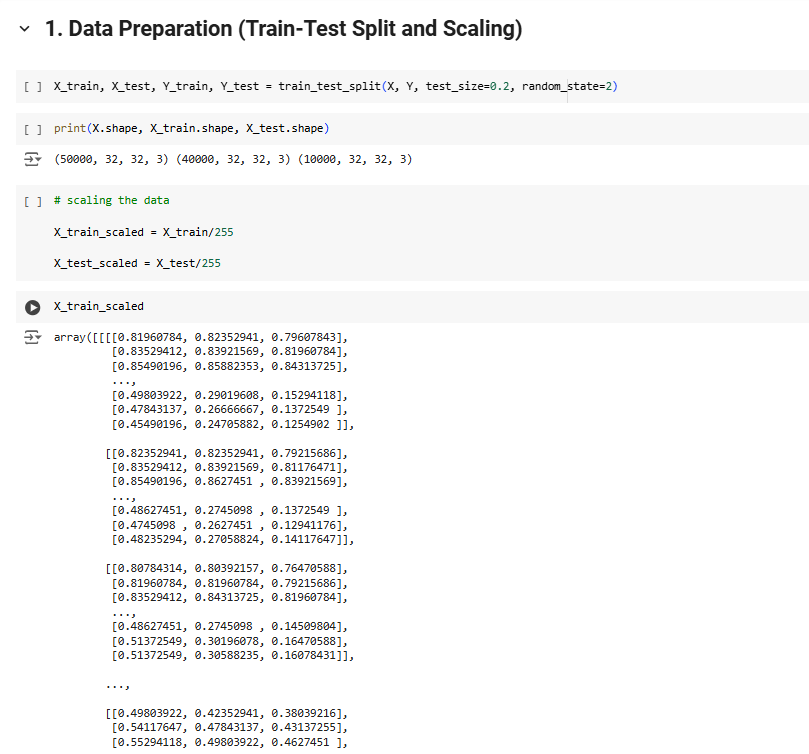 1. Data Preparation (Train-Test Split and Scaling)
[ ] X_train, X_test, Y_train, Y_test = train_test_split(X, Y, test_size=0.2, random_state=2)
[ ] print(X.shape, X_train.shape, X_test.shape)
(50000, 32, 32, 3) (40000, 32, 32, 3) (10000, 32, 32, 3)
[ ] # scaling the data
X_train_scaled = X_train/255
X_test_scaled = X_test/255
X_train_scaled
array([[[[0.81960784, 0.82352941, 0.79607843],
[0.83529412, 0.83921569, 0.81960784],
[0.85490196, 0.85882353, 0.84313725],
...,
[0.49803922, 0.29019608, 0.15294118],
[0.47843137, 0.26666667, 0.1372549 ],
[0.45490196, 0.24705882, 0.1254902 ]],
[[0.82352941, 0.82352941, 0.79215686],
[0.83529412, 0.83921569, 0.81176471],
[0.85490196, 0.8627451 , 0.83921569],
...,
[0.48627451, 0.2745098 , 0.1372549 ],
[0.4745098 , 0.2627451 , 0.12941176],
[0.48235294, 0.27058824, 0.14117647]],
[[0.80784314, 0.80392157, 0.76470588],
[0.81960784, 0.81960784, 0.79215686],
[0.83529412, 0.84313725, 0.81960784],
...,
[0.48627451, 0.2745098 , 0.14509804],
[0.51372549, 0.30196078, 0.16470588],
[0.51372549, 0.30588235, 0.16078431]],
...,
[[0.49803922, 0.42352941, 0.38039216],
[0.54117647, 0.47843137, 0.43137255],
[0.55294118, 0.49803922, 0.4627451 ],